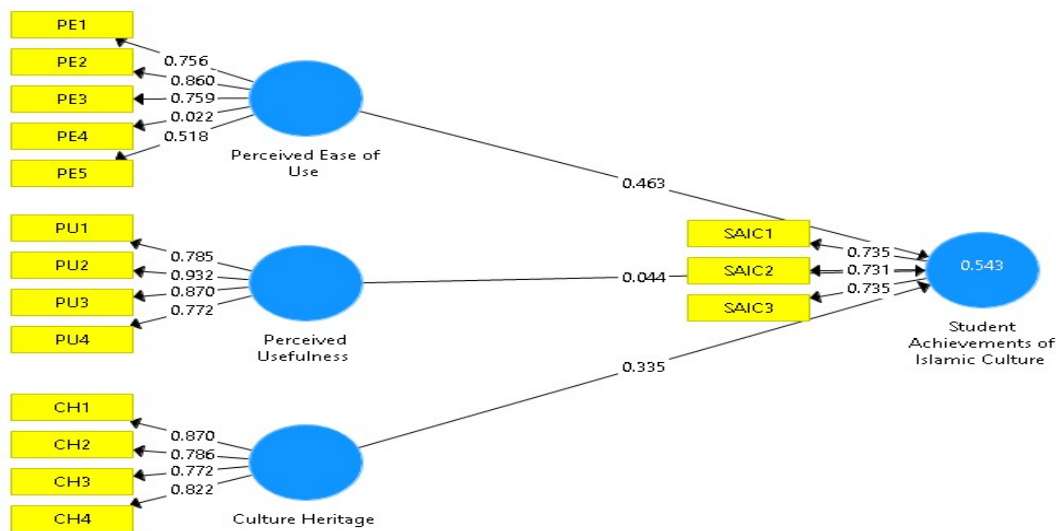 PE1
PE2
PE3
PE4
PE5
0.756
0.860
0.759
0.022
0.518
Perceived Ease of
Use
0.463
PU1
PU2
PU3
PU4
0.785
0.932
0.870
0.772
Perceived
Usefulness
0.044
SAIC1
SAIC2
SAIC3
0.735
0.731
0.735
0.543
Student
Achievements of
Islamic Culture
0.335
CH1
CH2
CH3
CH4
0.870
0.786
0.772
0.822
Culture Heritage